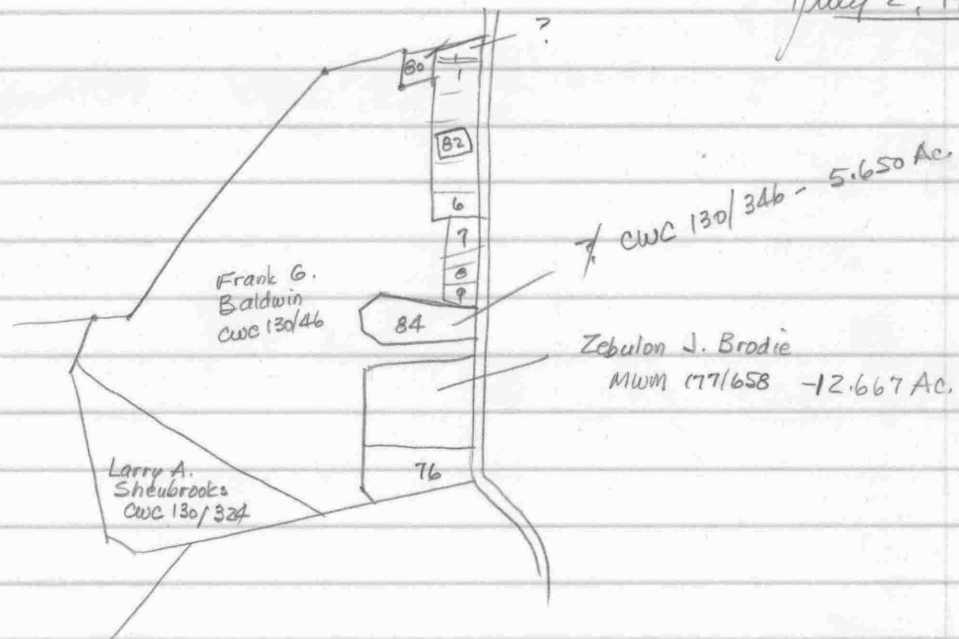 ?
80
1
1
82
6
7
8
9
CWC 130/346 - 5.650 Ac.
Frank G.
Baldwin
CWC 130/46
84
Zebulon J. Brodie
MWM 177/658 -12.667 Ac.
76
Larry A.
Sheubrooks
CWC 130/324